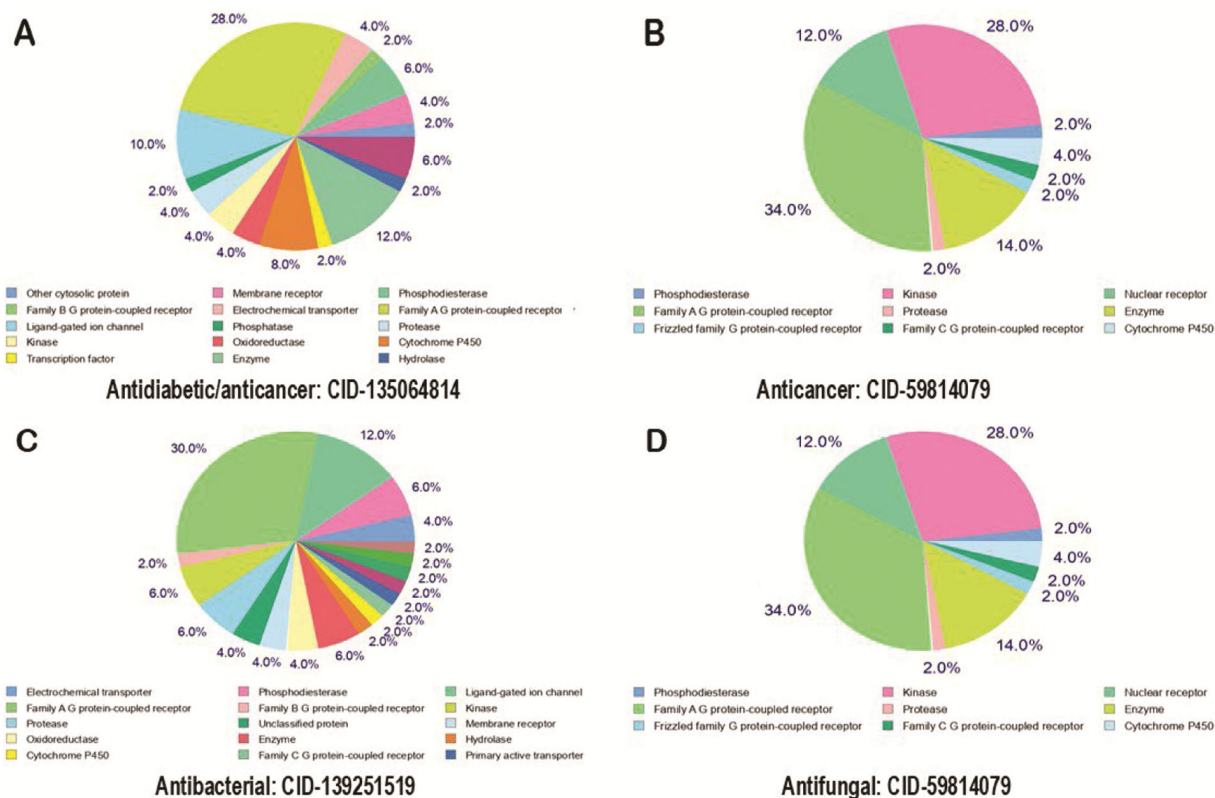 A
28.0%
4.0%
2.0%
6.0%
4.0%
2.0%
6.0%
2.0%
12.0%
2.0%
8.0%
4.0%
4.0%
4.0%
2.0%
10.0%
Other cytosolic protein Membrane receptor Phosphodiesterase
Family B G protein-coupled receptor Electrochemical transporter Family A G protein-coupled receptor
Ligand-gated ion channel Phosphatase Protease
Kinase Oxidoreductase Cytochrome P450
Transcription factor Enzyme Hydrolase
Antidiabetic/anticancer: CID-135064814
B
12.0%
28.0%
2.0%
4.0%
2.0%
2.0%
14.0%
2.0%
34.0%
Phosphodiesterase Kinase Nuclear receptor
Family A G protein-coupled receptor Protease Enzyme
Frizzled family G protein-coupled receptor Family C G protein-coupled receptor Cytochrome P450
Anticancer: CID-59814079
C
30.0%
12.0%
6.0%
4.0%
2.0%
2.0%
2.0%
2.0%
2.0%
2.0%
2.0%
2.0%
6.0%
4.0%
4.0%
4.0%
6.0%
6.0%
2.0%
Electrochemical transporter Phosphodiesterase Ligand-gated ion channel
Family A G protein-coupled receptor Family B G protein-coupled receptor Kinase
Protease Unclassified protein Membrane receptor
Oxidoreductase Enzyme Hydrolase
Cytochrome P450 Family C G protein-coupled receptor Primary active transporter
Antibacterial: CID-139251519
D
12.0%
28.0%
2.0%
4.0%
2.0%
2.0%
14.0%
2.0%
34.0%
Phosphodiesterase Kinase Nuclear receptor
Family A G protein-coupled receptor Protease Enzyme
Frizzled family G protein-coupled receptor Family C G protein-coupled receptor Cytochrome P450
Antifungal: CID-59814079